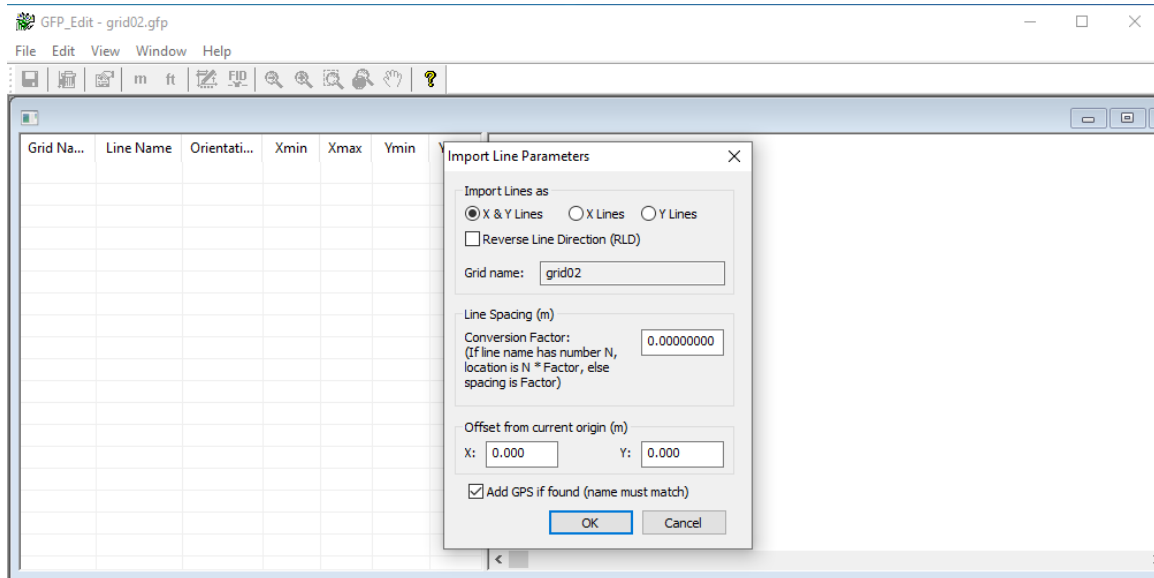 GFP_Edit - grid02.gfp
File Edit View Window Help
m ft FID ?
Grid Na... Line Name Orientati... Xmin Xmax Ymin
Import Line Parameters
Import Lines as
X & Y Lines X Lines Y Lines
Reverse Line Direction (RLD)
Grid name: grid02
Line Spacing (m)
Conversion Factor: 0.00000000
(If line name has number N,
location is N * Factor, else
spacing is Factor)
Offset from current origin (m)
X: 0.000 Y: 0.000
Add GPS if found (name must match)
OK Cancel